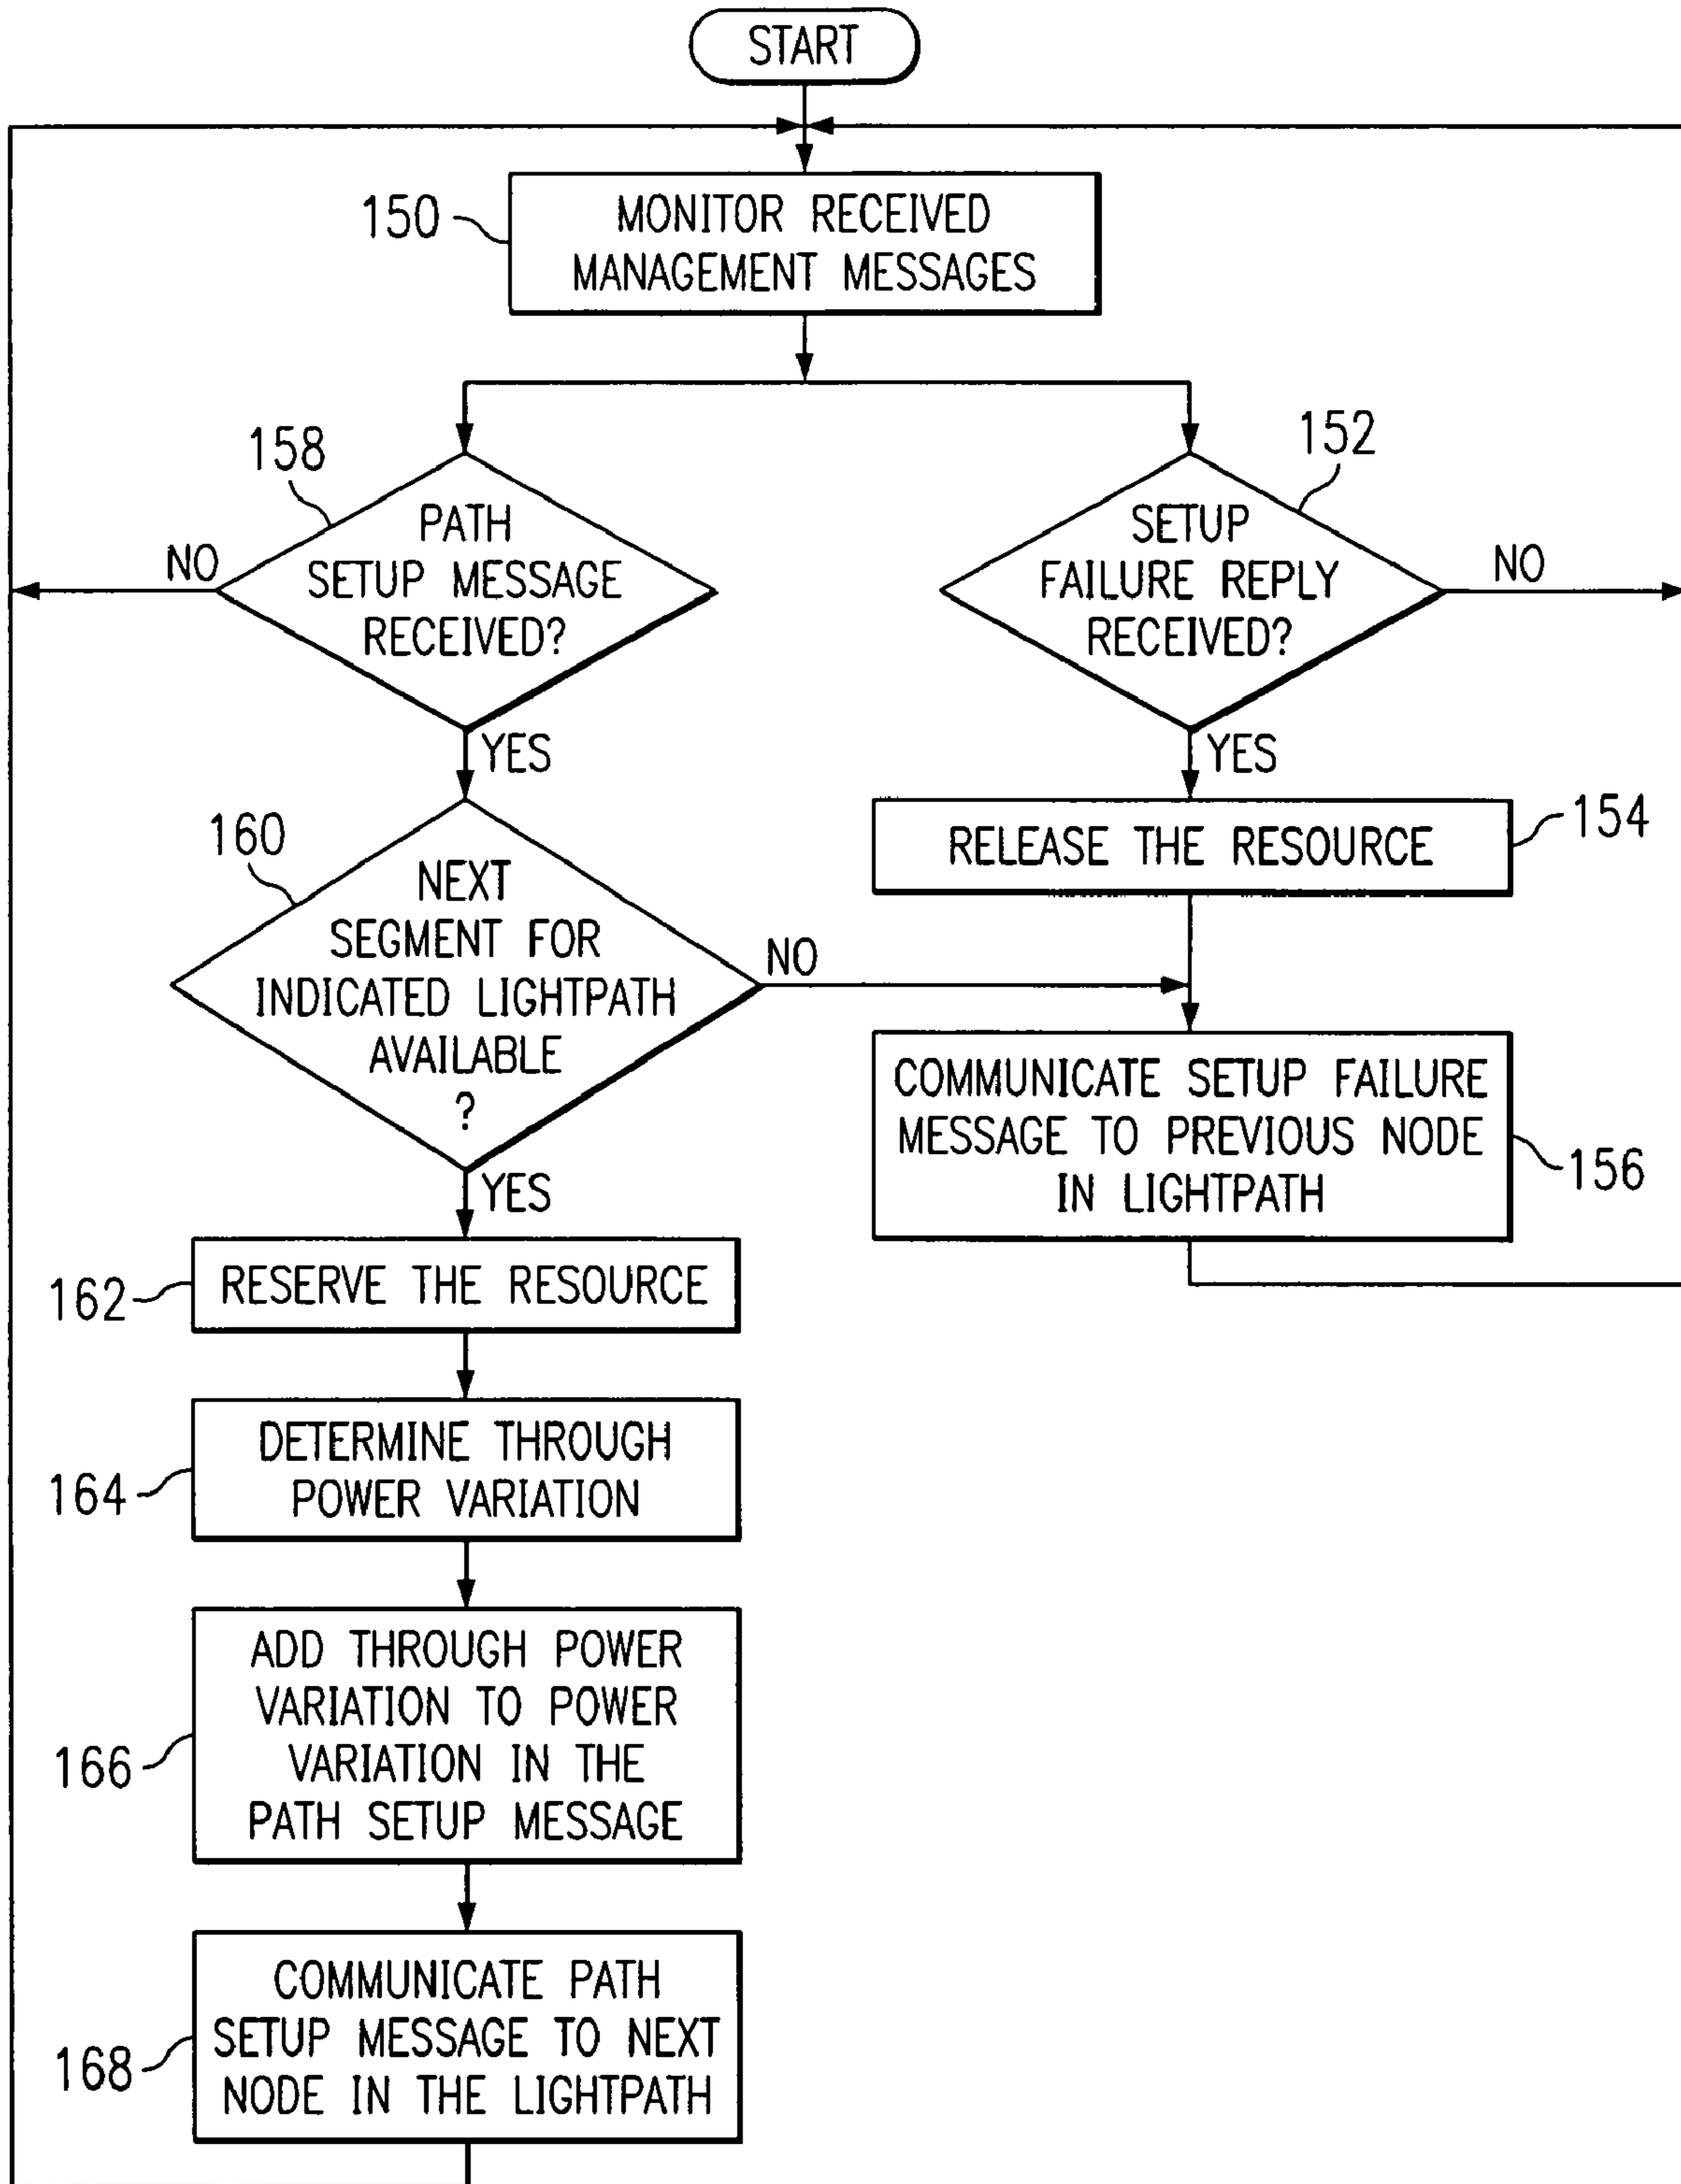 START
150
MONITOR RECEIVED
MANAGEMENT MESSAGES
158
PATH
SETUP MESSAGE
RECEIVED?
NO
YES
152
SETUP
FAILURE REPLY
RECEIVED?
NO
YES
154
RELEASE THE RESOURCE
160
NEXT
SEGMENT FOR
INDICATED LIGHTPATH
AVAILABLE
?
NO
YES
COMMUNICATE SETUP FAILURE
MESSAGE TO PREVIOUS NODE
IN LIGHTPATH
156
162
RESERVE THE RESOURCE
164
DETERMINE THROUGH
POWER VARIATION
166
ADD THROUGH POWER
VARIATION TO POWER
VARIATION IN THE
PATH SETUP MESSAGE
168
COMMUNICATE PATH
SETUP MESSAGE TO NEXT
NODE IN THE LIGHTPATH